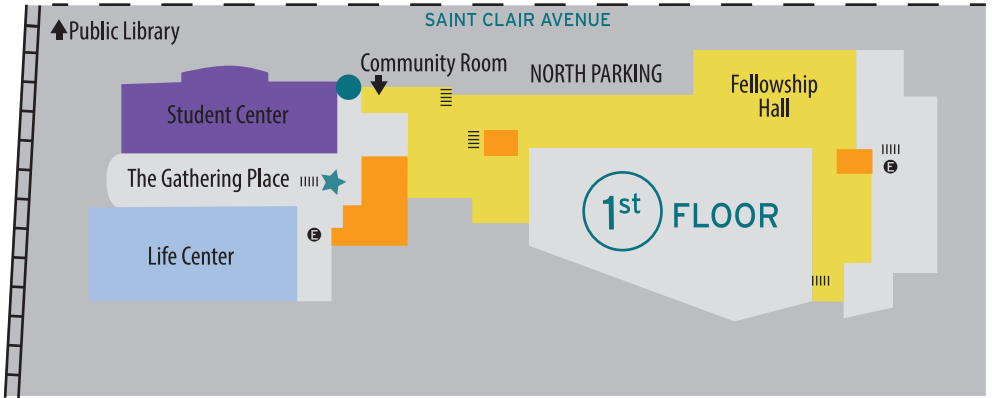 SAINT CLAIR AVENUE
Public Library
Community Room
NORTH PARKING
Fellowship
Hall
Student Center
The Gathering Place
E
1st FLOOR
E
Life Center